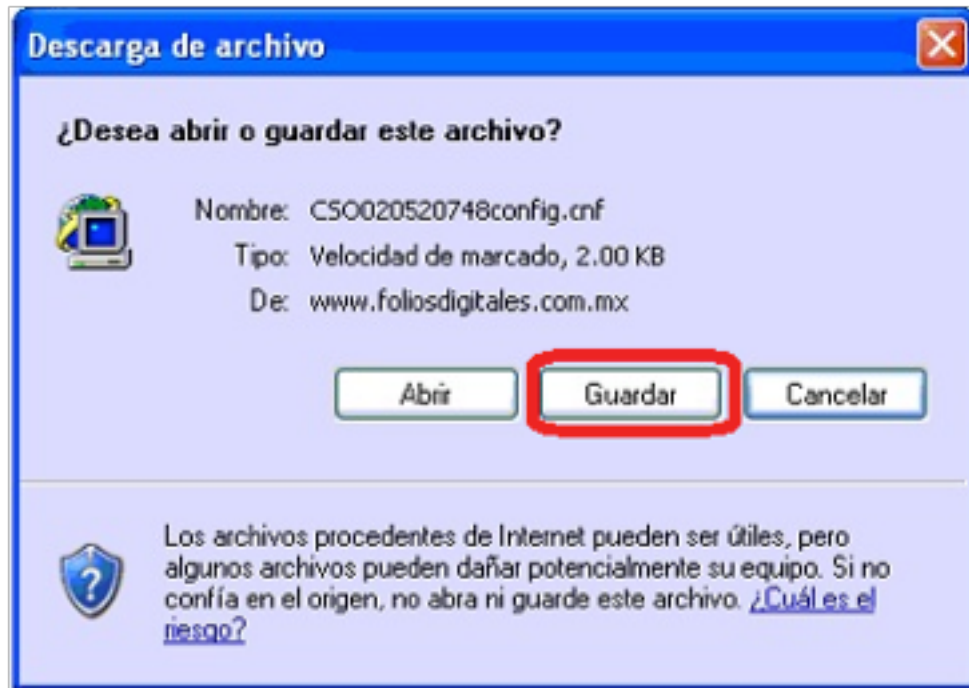 Descarga de archivo
¿Desea abrir o guardar este archivo?
Nombre: CSO020520748config.cnf
Tipo: Velocidad de marcado, 2.00 KB
De: www.foliosdigitales.com.mx
Abrir Guardar Cancelar
Los archivos procedentes de Internet pueden ser útiles, pero
algunos archivos pueden dañar potencialmente su equipo. Si no
confía en el origen, no abra ni guarde este archivo. ¿Cuál es el
riesgo?